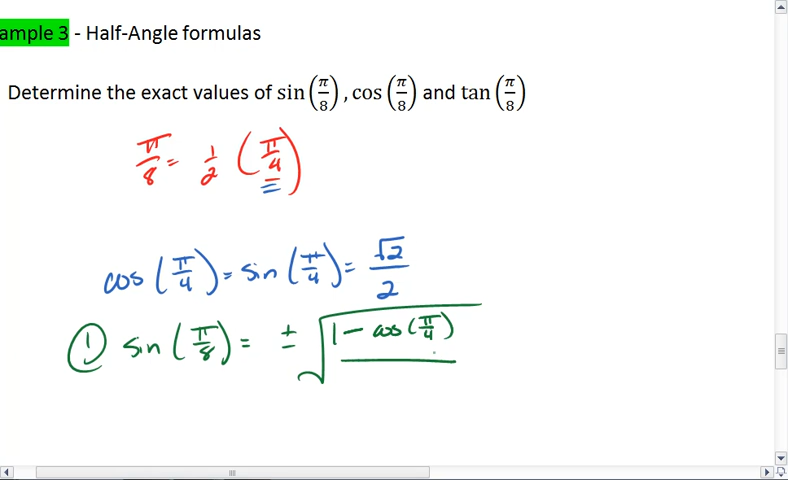 ample 3 - Half-Angle formulas
Determine the exact values of sin(π/8), cos(π/8) and tan(π/8)
π/8 = 1/2 (π/4)
cos(π/4) = sin(π/4) = √2/2
① sin(π/8) = ± √(1 - cos(π/4)